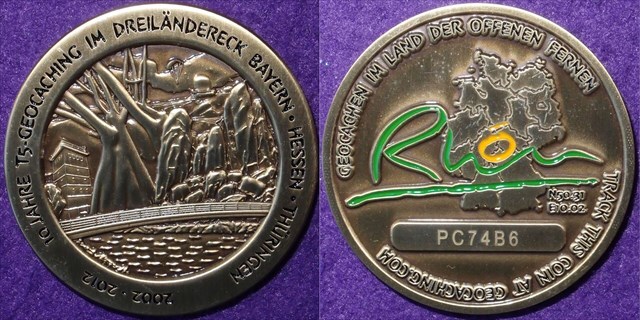 10 JAHRE T5-GEOCACHING IM DREILÄNDERECK BAYERN • HESSEN • THÜRINGEN
2002 - 2012
GEOCACHEN IM LAND DER OFFENEN FERNEN
Rhön
N50.31
E10.02
PC74B6
TRACK THIS COIN AT GEOCACHING.COM